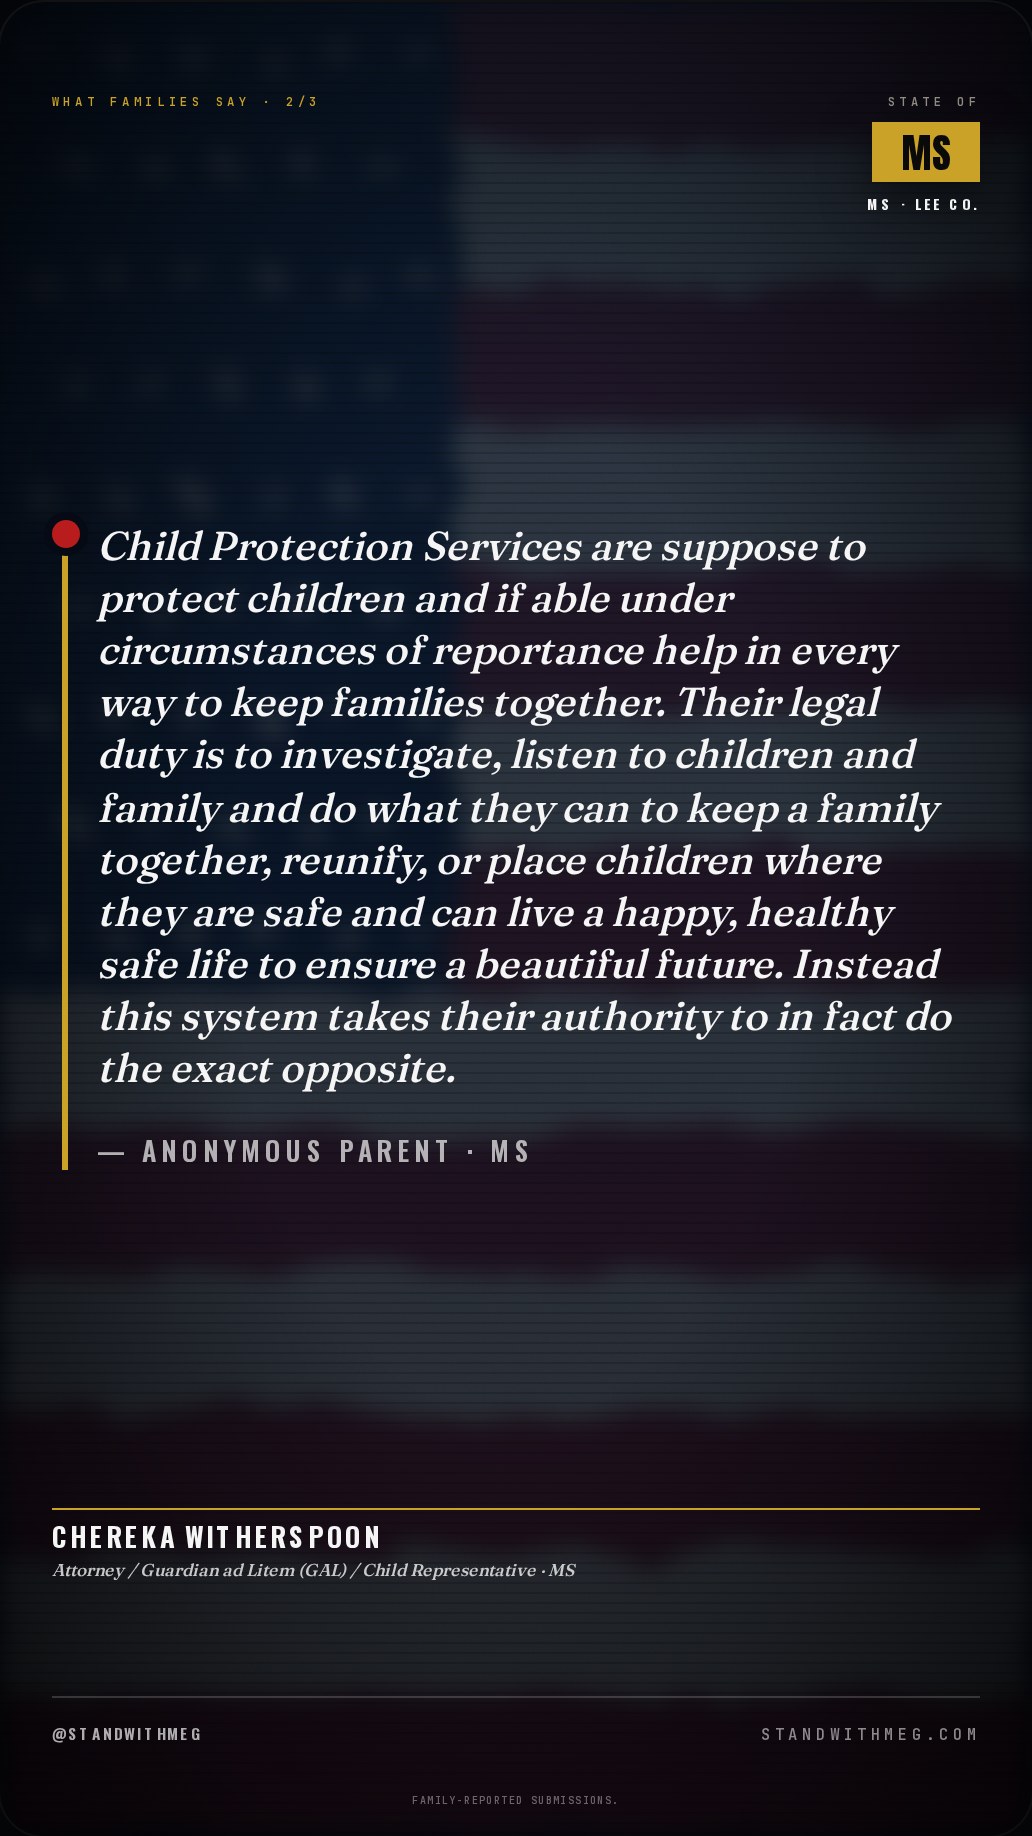 WHAT FAMILIES SAY · 2/3
STATE OF
MS
MS · LEE CO.
Child Protection Services are suppose to
protect children and if able under
circumstances of reportance help in every
way to keep families together. Their legal
duty is to investigate, listen to children and
family and do what they can to keep a family
together, reunify, or place children where
they are safe and can live a happy, healthy
safe life to ensure a beautiful future. Instead
this system takes their authority to in fact do
the exact opposite.
— ANONYMOUS PARENT · MS
CHEREKA WITHERSPOON
Attorney / Guardian ad Litem (GAL) / Child Representative · MS
@STANDWITHMEG
STANDWITHMEG.COM
FAMILY-REPORTED SUBMISSIONS.